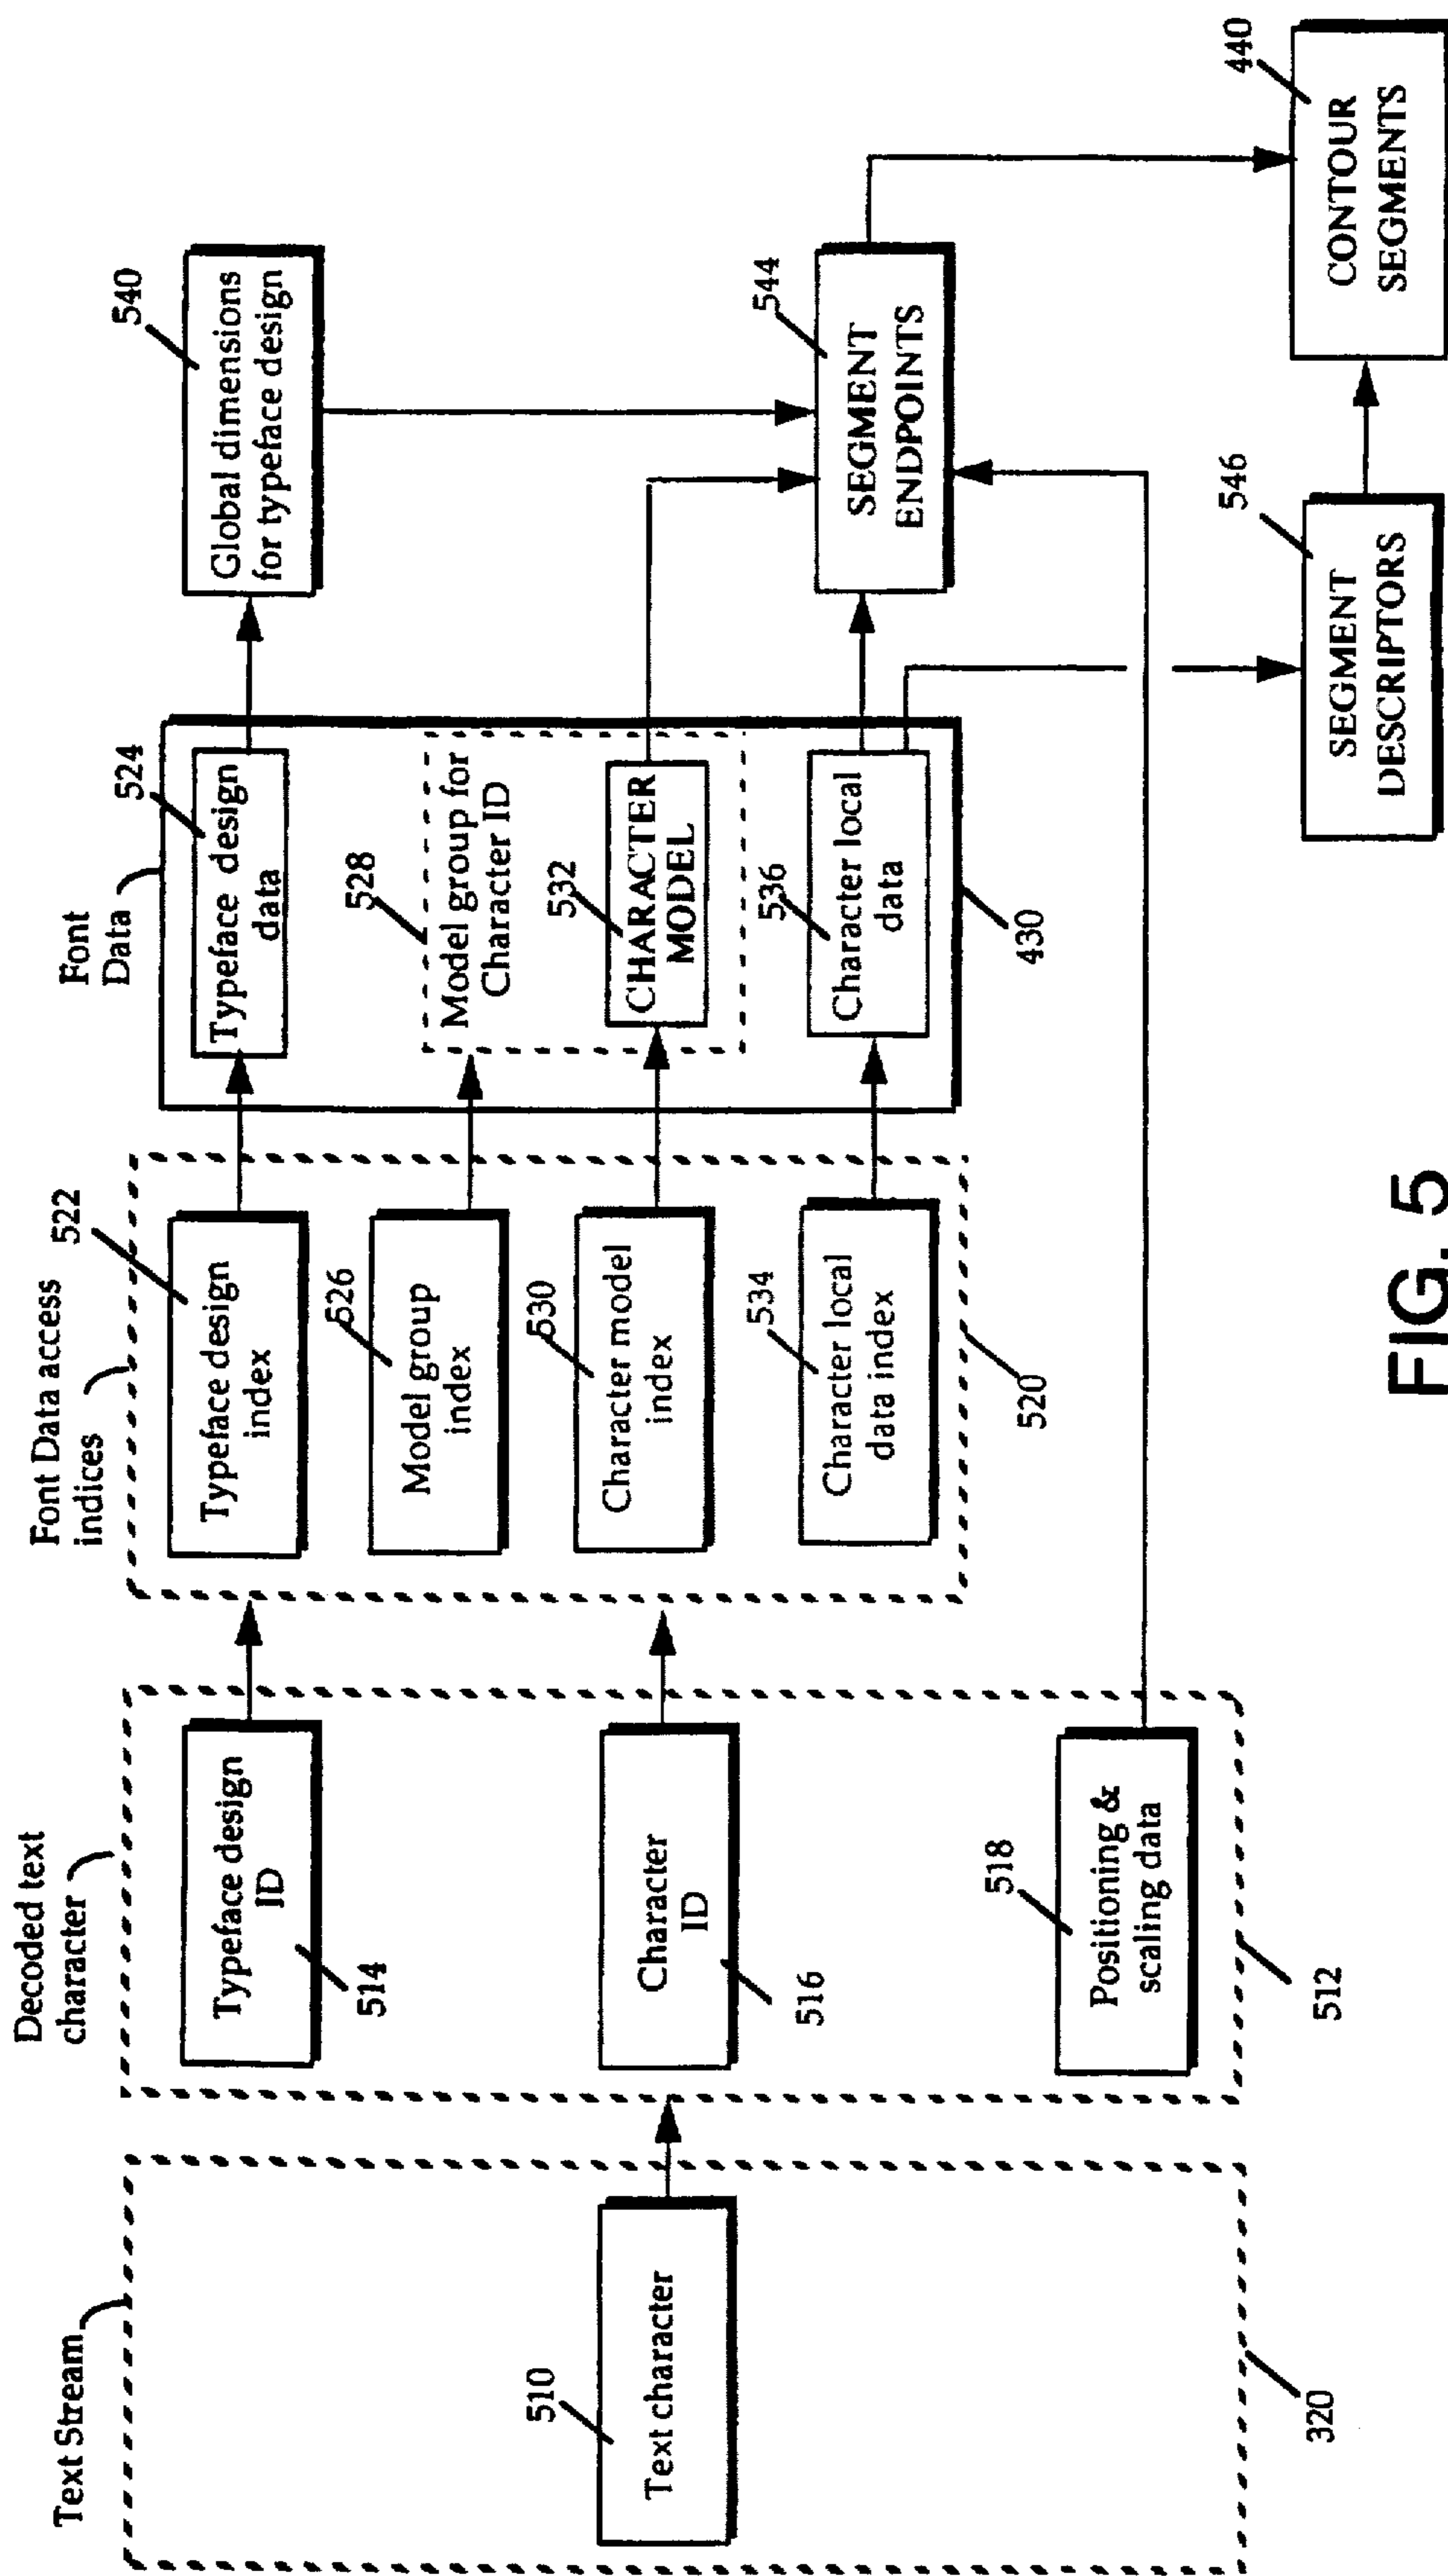 Text Stream
510
Text character
320
Decoded text
character
Typeface design
ID
514
Character
ID
516
518
Positioning &
scaling data
512
Font Data access
indices
522
Typeface design
index
526
Model group
index
530
Character model
index
534
Character local
data index
520
Font
Data
524
Typeface design
data
528
Model group for
Character ID
532
CHARACTER
MODEL
536
Character local
data
430
540
Global dimensions
for typeface design
544
SEGMENT
ENDPOINTS
546
SEGMENT
DESCRIPTORS
440
CONTOUR
SEGMENTS
FIG. 5